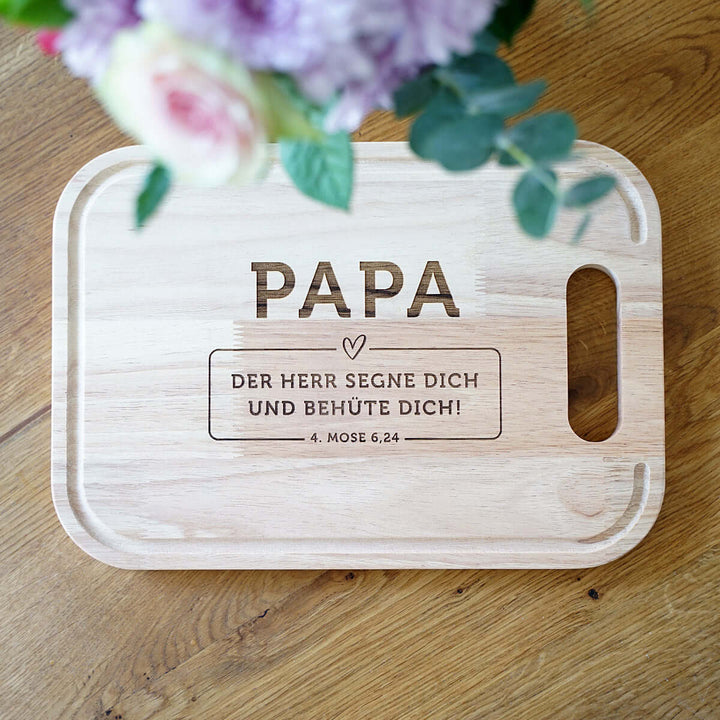 PAPA
DER HERR SEGNE DICH
UND BEHÜTE DICH!
4. MOSE 6,24